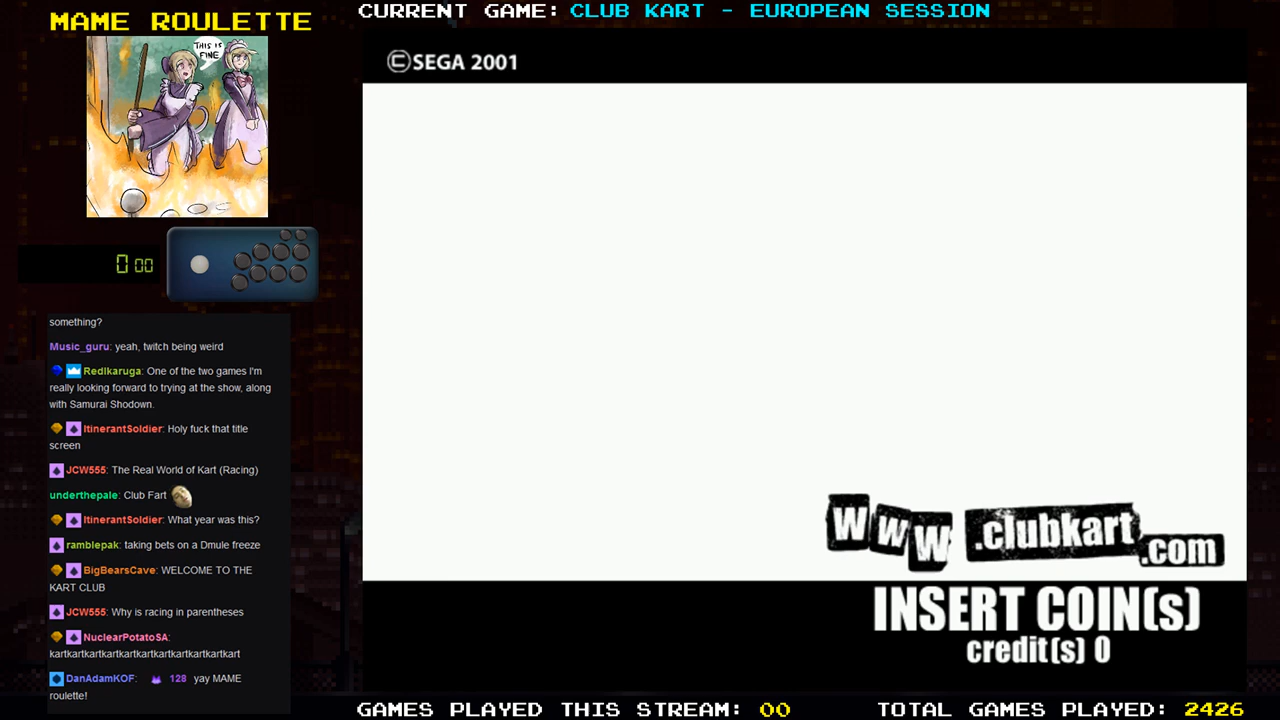 MAME ROULETTE
CURRENT GAME: CLUB KART - EUROPEAN SESSION
THIS IS
FINE
©SEGA 2001
0 00
something?
Music_guru: yeah, twitch being weird
RedIkaruga: One of the two games I'm
really looking forward to trying at the show, along
with Samurai Shodown.
ItinerantSoldier: Holy fuck that title
screen
JCW555: The Real World of Kart (Racing)
underthepale: Club Fart
ItinerantSoldier: What year was this?
ramblepak: taking bets on a Dmule freeze
BigBearsCave: WELCOME TO THE
KART CLUB
JCW555: Why is racing in parentheses
NuclearPotatoSA:
kartkartkartkartkartkartkartkartkartkartkart
DanAdamKOF: 128 yay MAME
roulette!
www.clubkart.com
INSERT COIN(s)
credit(s) 0
GAMES PLAYED THIS STREAM: 00
TOTAL GAMES PLAYED: 2426